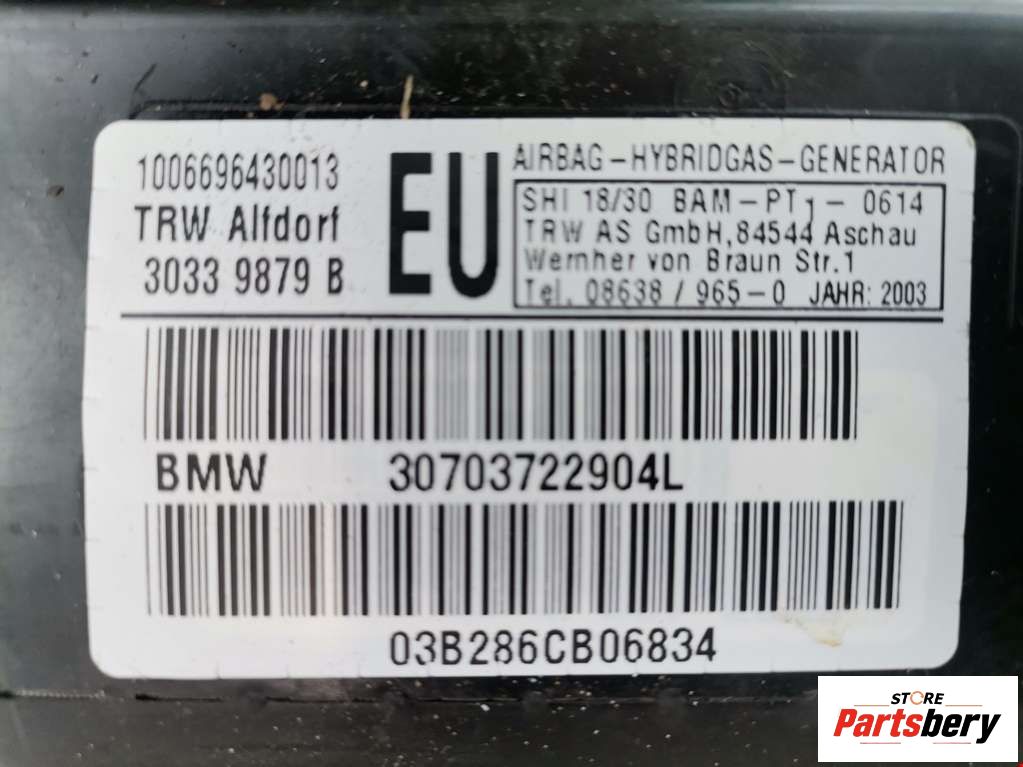 1006696430013
TRW Alfdorf
3033 9879 B
EU
AIRBAG-HYBRIDGAS-GENERATOR
SHI 18/30 BAM-PT1-0614
TRW AS GmbH, 84544 Aschau
Wernher von Braun Str.1
Tel. 08638 / 965-0 JAHR: 2003
BMW 30703722904L
03B286CB06834
STORE
Partsbery